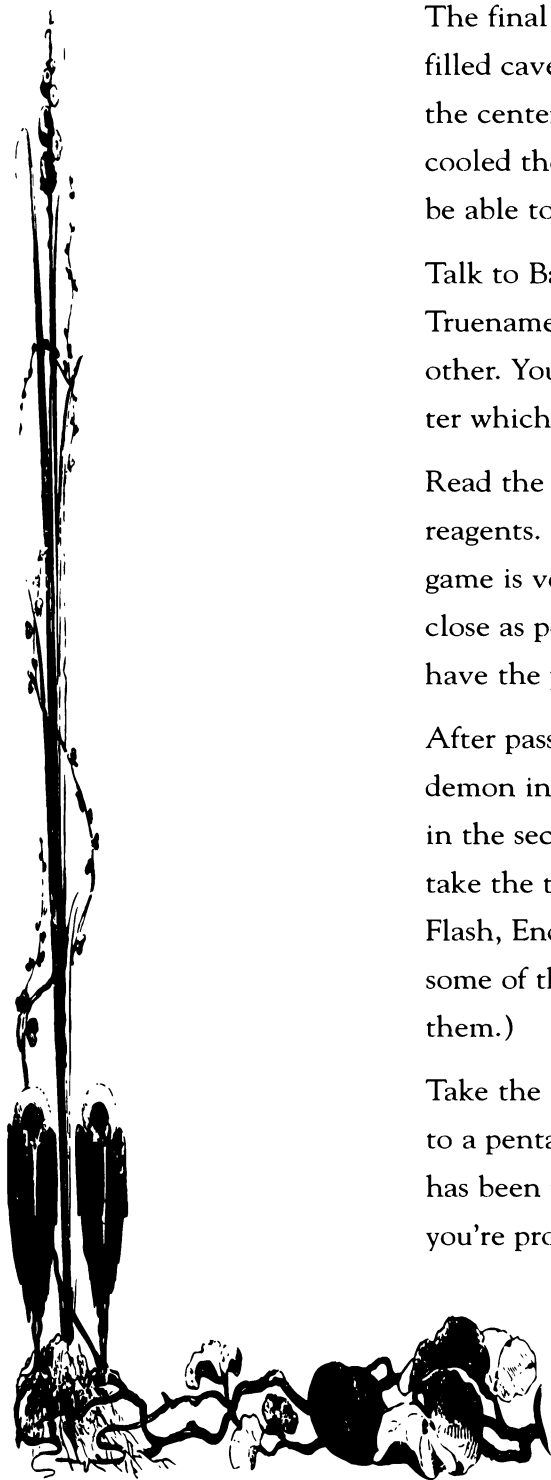 The final
filled cave
the cente
cooled the
be able to
Talk to Ba
Truename
other. You
ter which
Read the
reagents.
game is ve
close as p
have the
After pass
demon in
in the sec
take the t
Flash, Enc
some of th
them.)
Take the
to a penta
has been
you're pro